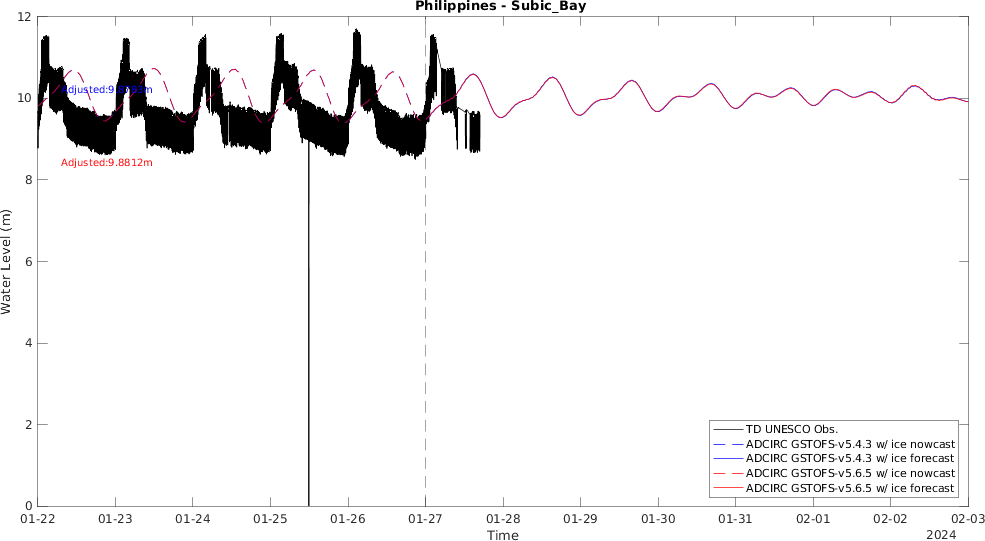 Philippines - Subic_Bay
Water Level (m)
12
10
8
6
4
2
0
Adjusted:9.8812m
TD UNESCO Obs.
ADCIRC GSTOFS-v5.4.3 w/ ice nowcast
ADCIRC GSTOFS-v5.4.3 w/ ice forecast
ADCIRC GSTOFS-v5.6.5 w/ ice nowcast
ADCIRC GSTOFS-v5.6.5 w/ ice forecast
01-22 01-23 01-24 01-25 01-26 01-27 01-28 01-29 01-30 01-31 02-01 02-02 02-03
Time
2024